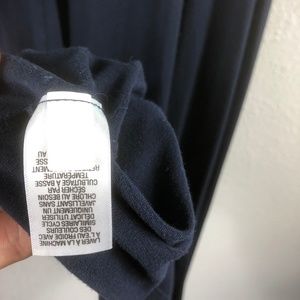 LAVER À LA MACHINE
À L'EAU FROIDE AVEC
DES COULEURS
SIMILAIRES CYCLE
DÉLICAT UTILISER
UNIQUEMENT UN
JAVELLISANT SANS
CHLORE AU BESOIN
SÉCHER PAR
CULBUTAGE À BASSE
TEMPÉRATURE